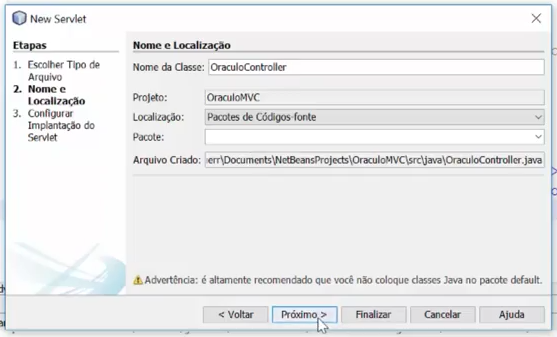 New Servlet
Etapas
1. Escolher Tipo de
Arquivo
2. Nome e
Localização
3. Configurar
Implantação do
Servlet
Nome e Localização
Nome da Classe: OraculoController
Projeto: OraculoMVC
Localização: Pacotes de Códigos-fonte
Pacote:
Arquivo Criado: err\Documents\NetBeansProjects\OraculoMVC\src\java\OraculoController.java
Advertência: é altamente recomendado que você não coloque classes Java no pacote default.
< Voltar Próximo > Finalizar Cancelar Ajuda